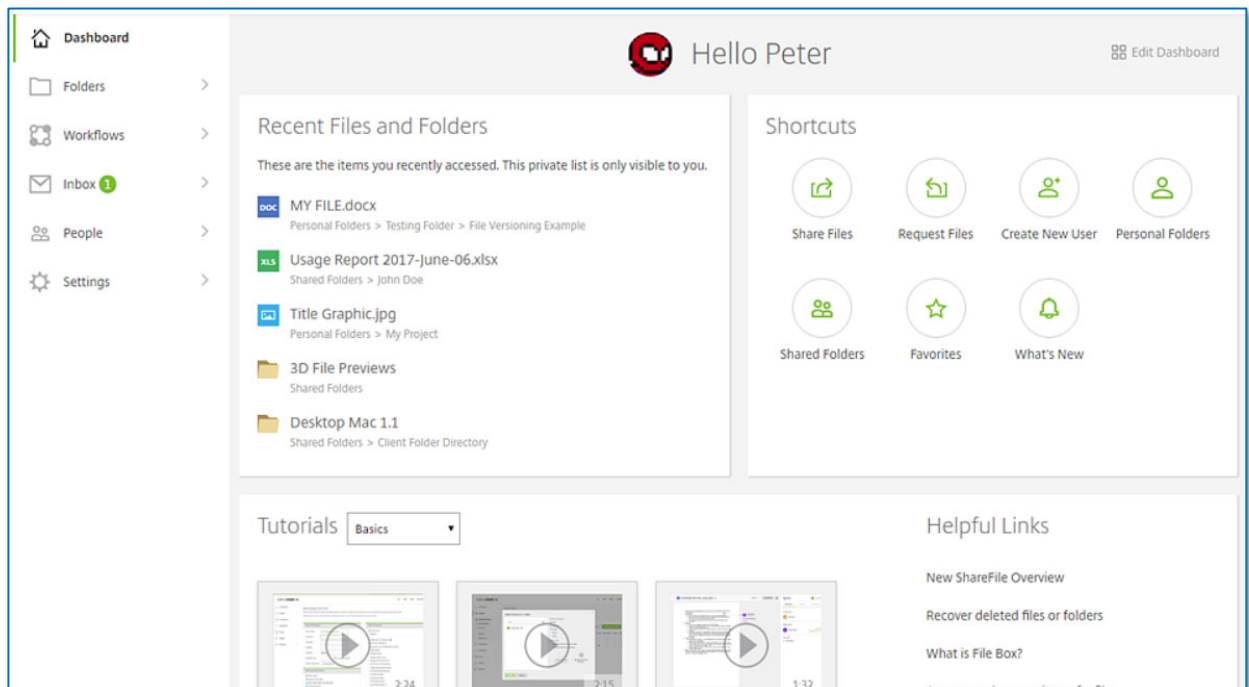 Dashboard
Folders
Workflows
Inbox 1
People
Settings
Hello Peter
Edit Dashboard
Recent Files and Folders
These are the items you recently accessed. This private list is only visible to you.
DOC
MY FILE.docx
Personal Folders > Testing Folder > File Versioning Example
XLS
Usage Report 2017-June-06.xlsx
Shared Folders > John Doe
Title Graphic.jpg
Personal Folders > My Project
3D File Previews
Shared Folders
Desktop Mac 1.1
Shared Folders > Client Folder Directory
Shortcuts
Share Files
Request Files
Create New User
Personal Folders
Shared Folders
Favorites
What's New
Tutorials
Basics
2:24
2:15
1:32
Helpful Links
New ShareFile Overview
Recover deleted files or folders
What is File Box?